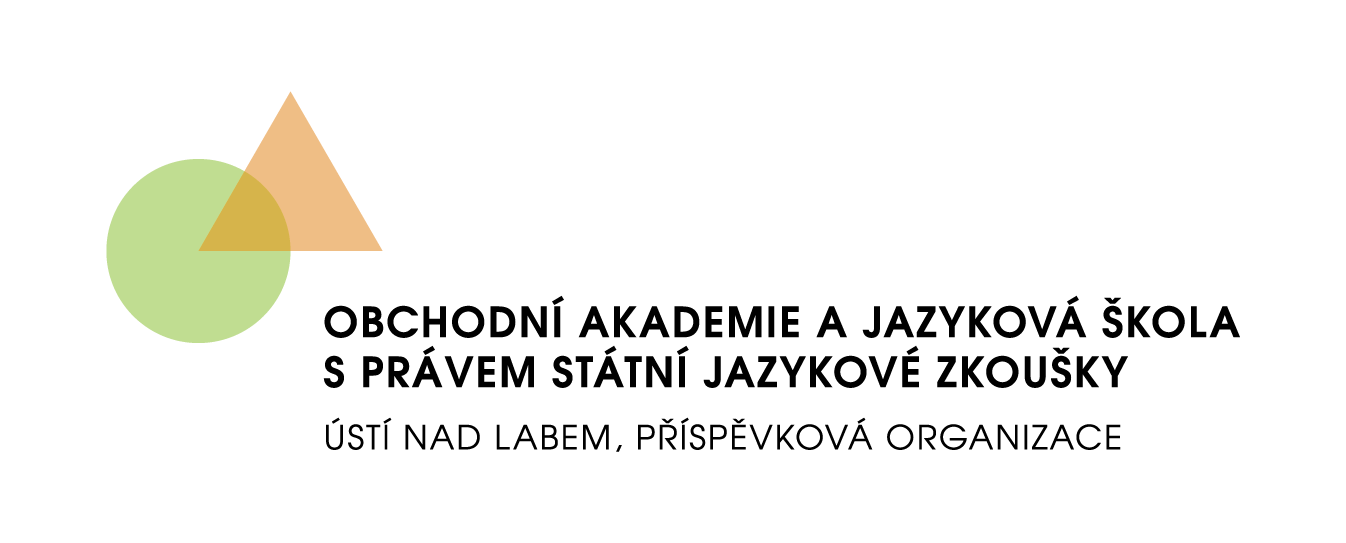 OBCHODNÍ AKADEMIE A JAZYKOVÁ ŠKOLA
S PRÁVEM STÁTNÍ JAZYKOVÉ ZKOUŠKY
ÚSTÍ NAD LABEM, PŘÍSPĚVKOVÁ ORGANIZACE